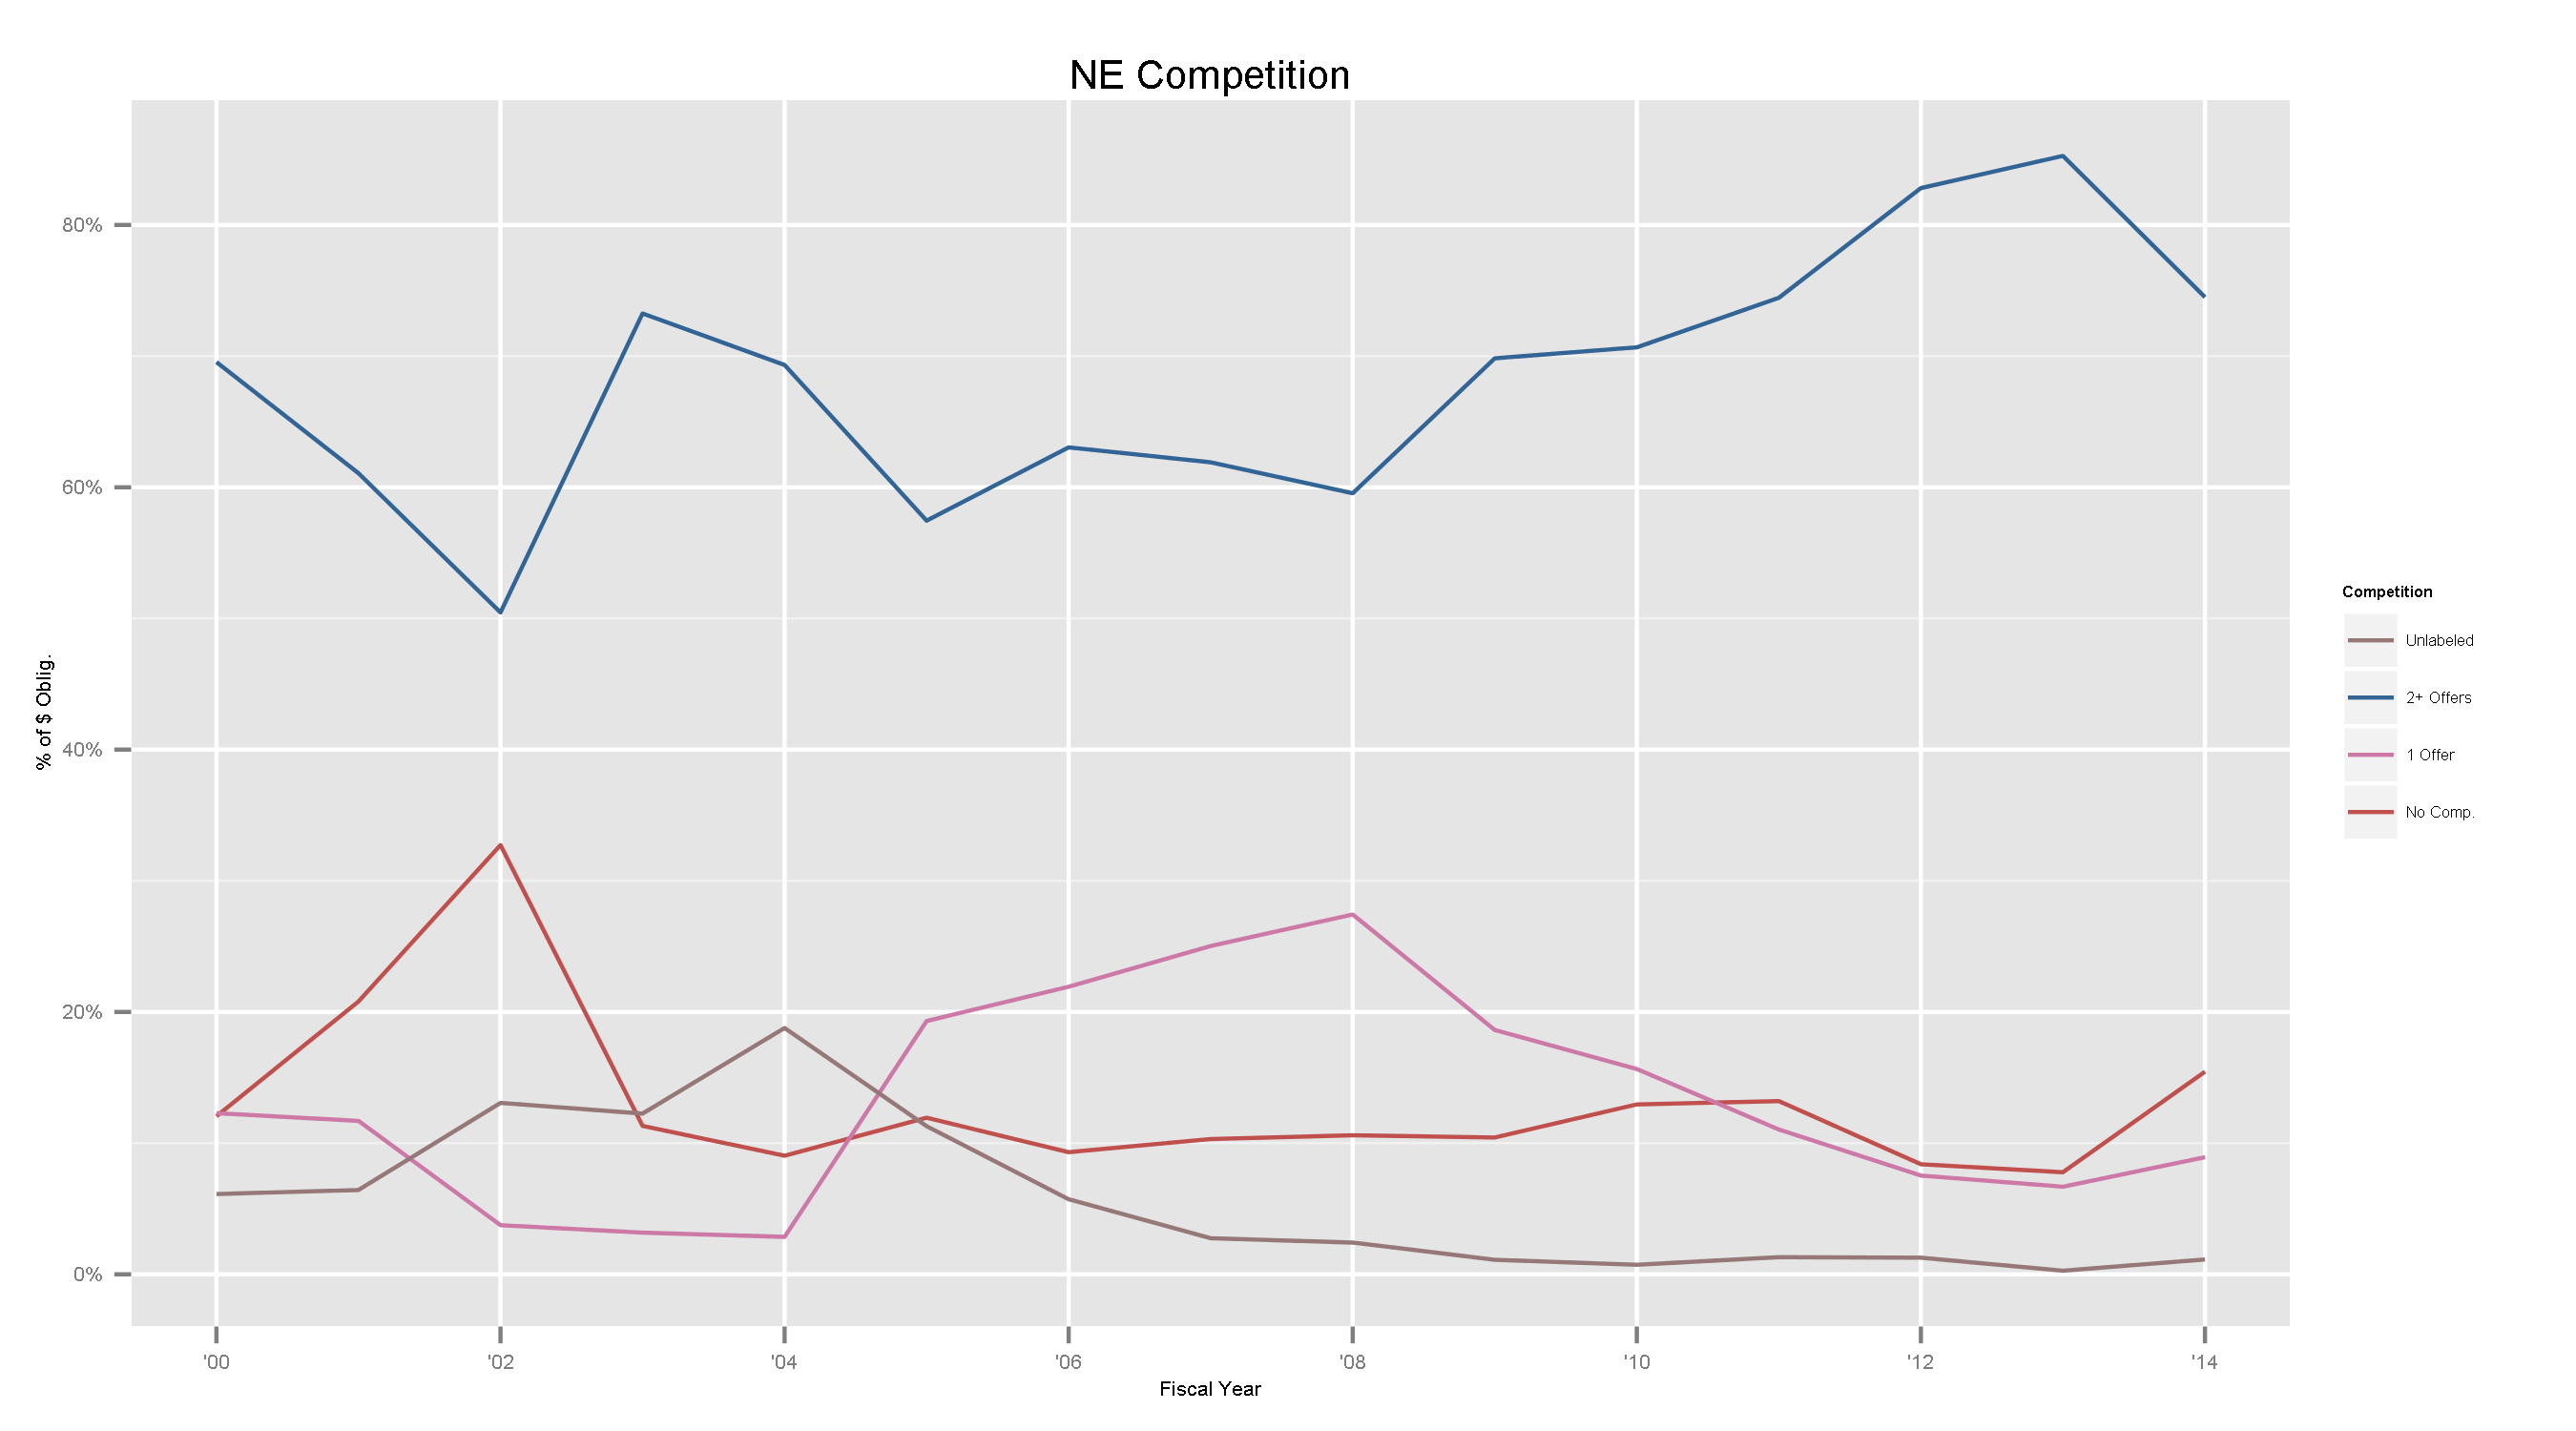 NE Competition
80%
60%
40%
20%
0%
% of $ Oblig.
'00 '02 '04 '06 '08 '10 '12 '14
Fiscal Year
Competition
Unlabeled
2+ Offers
1 Offer
No Comp.